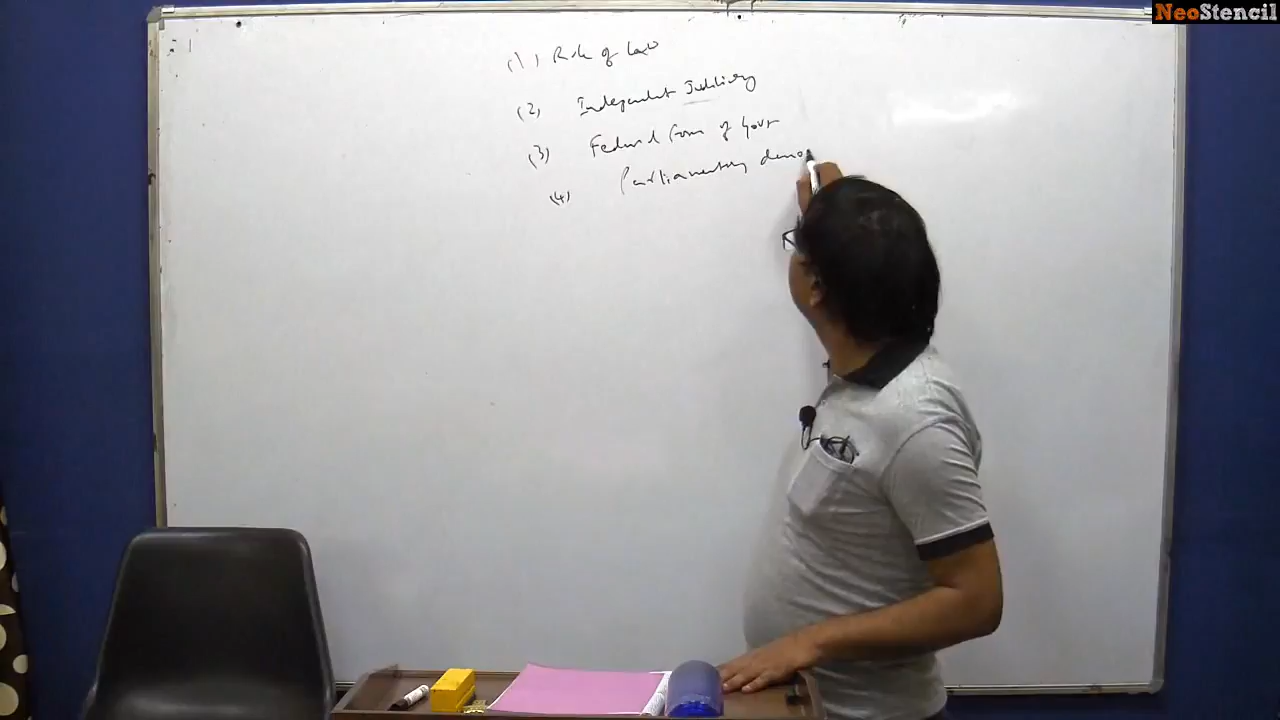 NeoStencil
(1) Rule of Law
(2) Independent Judiciary
(3) Federal form of Govt
(4) Parliamentary demo